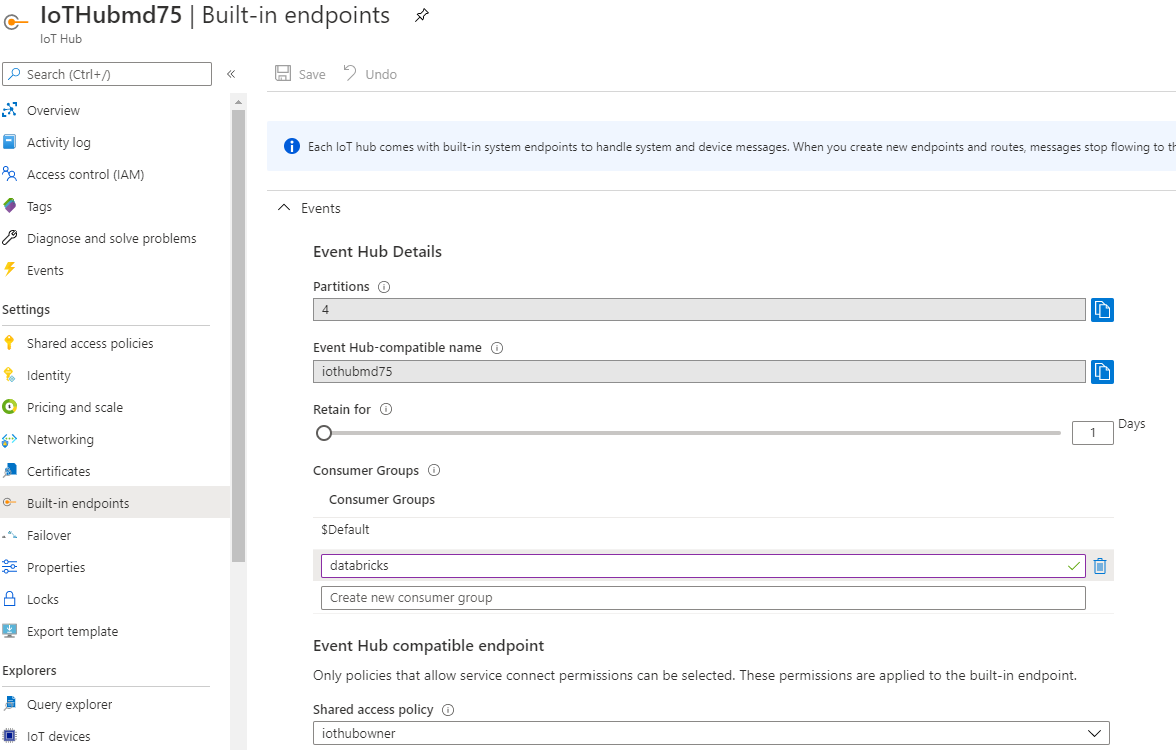 IoTHubmd75 | Built-in endpoints
IoT Hub
Search (Ctrl+/)
«
Overview
Activity log
Access control (IAM)
Tags
Diagnose and solve problems
Events
Settings
Shared access policies
Identity
Pricing and scale
Networking
Certificates
Built-in endpoints
Failover
Properties
Locks
Export template
Explorers
Query explorer
IoT devices
Save Undo
Each IoT hub comes with built-in system endpoints to handle system and device messages. When you create new endpoints and routes, messages stop flowing to th
Events
Event Hub Details
Partitions
4
Event Hub-compatible name
iothubmd75
Retain for
1 Days
Consumer Groups
Consumer Groups
$Default
databricks
Create new consumer group
Event Hub compatible endpoint
Only policies that allow service connect permissions can be selected. These permissions are applied to the built-in endpoint.
Shared access policy
iothubowner